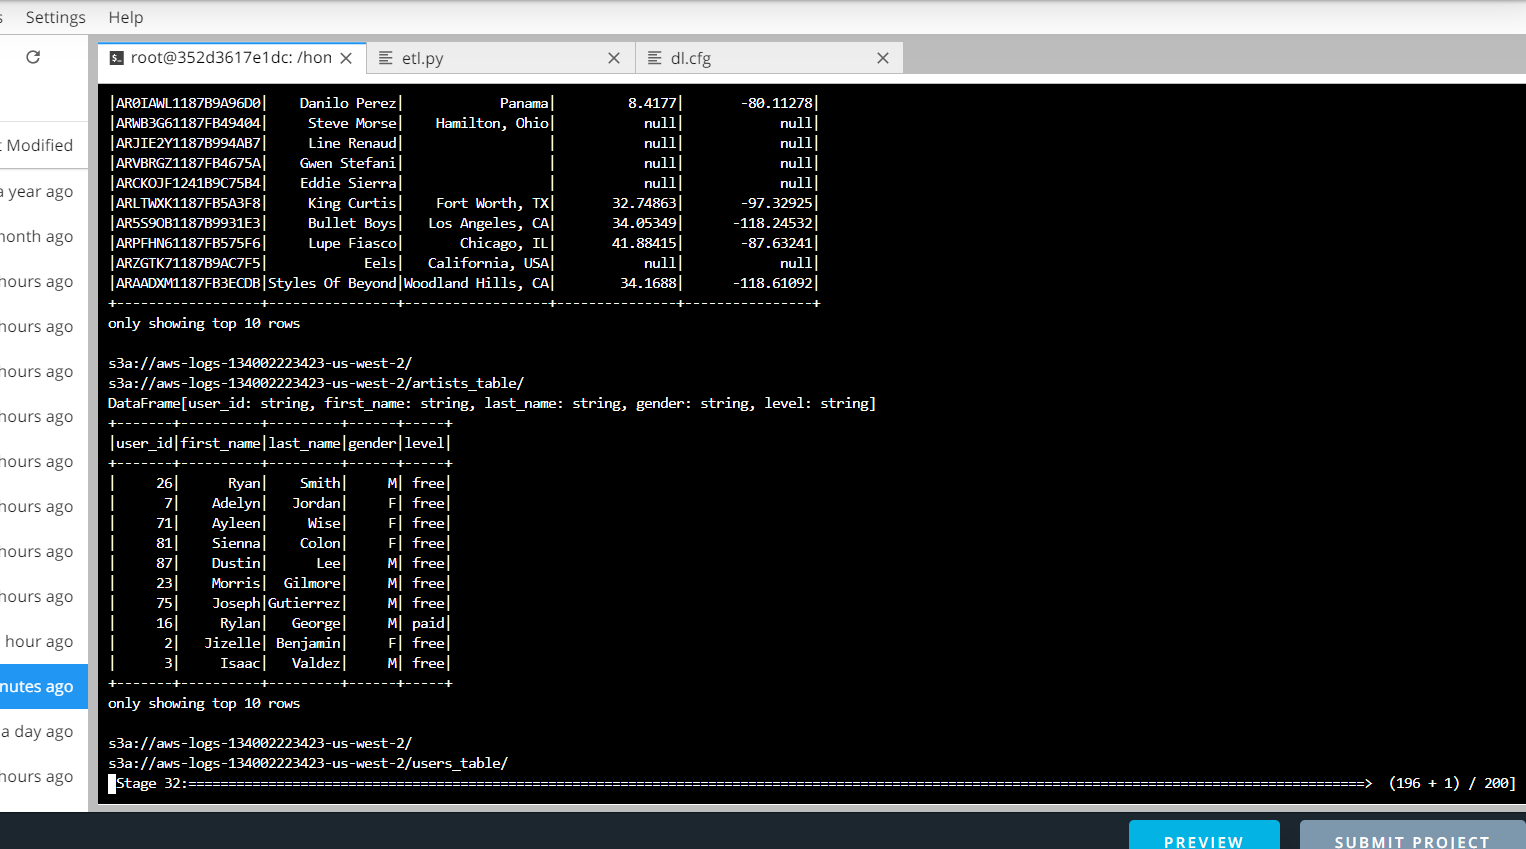 s Settings Help
root@352d3617e1dc: /hon × etl.py × dl.cfg ×
t Modified
a year ago
month ago
hours ago
hours ago
hours ago
hours ago
hours ago
hours ago
hours ago
hours ago
hour ago
nutes ago
a day ago
hours ago
|AR0IAWL1187B9A96D0|    Danilo Perez|            Panama|         8.4177|      -80.11278|
|ARWB3G61187FB49404|     Steve Morse|    Hamilton, Ohio|           null|           null|
|ARJIE2Y1187B994AB7|     Line Renaud|                  |           null|           null|
|ARVBRGZ1187FB4675A|    Gwen Stefani|                  |           null|           null|
|ARCKOJF1241B9C75B4|    Eddie Sierra|                  |           null|           null|
|ARLTWXK1187FB5A3F8|     King Curtis|    Fort Worth, TX|       32.74863|      -97.32925|
|AR5S9OB1187B9931E3|     Bullet Boys|   Los Angeles, CA|       34.05349|     -118.24532|
|ARPFHN61187FB575F6|     Lupe Fiasco|       Chicago, IL|       41.88415|      -87.63241|
|ARZGTK71187B9AC7F5|            Eels|   California, USA|           null|           null|
|ARAADXM1187FB3ECDB|Styles Of Beyond|Woodland Hills, CA|        34.1688|     -118.61092|
+------------------+----------------+------------------+---------------+----------------+
only showing top 10 rows
s3a://aws-logs-134002223423-us-west-2/
s3a://aws-logs-134002223423-us-west-2/artists_table/
DataFrame[user_id: string, first_name: string, last_name: string, gender: string, level: string]
+-------+----------+---------+------+-----+
|user_id|first_name|last_name|gender|level|
+-------+----------+---------+------+-----+
|     26|      Ryan|    Smith|     M| free|
|      7|    Adelyn|   Jordan|     F| free|
|     71|    Ayleen|     Wise|     F| free|
|     81|    Sienna|    Colon|     F| free|
|     87|    Dustin|      Lee|     M| free|
|     23|    Morris|  Gilmore|     M| free|
|     75|    Joseph|Gutierrez|     M| free|
|     16|     Rylan|   George|     M| paid|
|      2|   Jizelle| Benjamin|     F| free|
|      3|     Isaac|   Valdez|     M| free|
+-------+----------+---------+------+-----+
only showing top 10 rows
s3a://aws-logs-134002223423-us-west-2/
s3a://aws-logs-134002223423-us-west-2/users_table/
Stage 32:===================================================================================================================================================> (196 + 1) / 200]
PREVIEW SUBMIT PROJECT